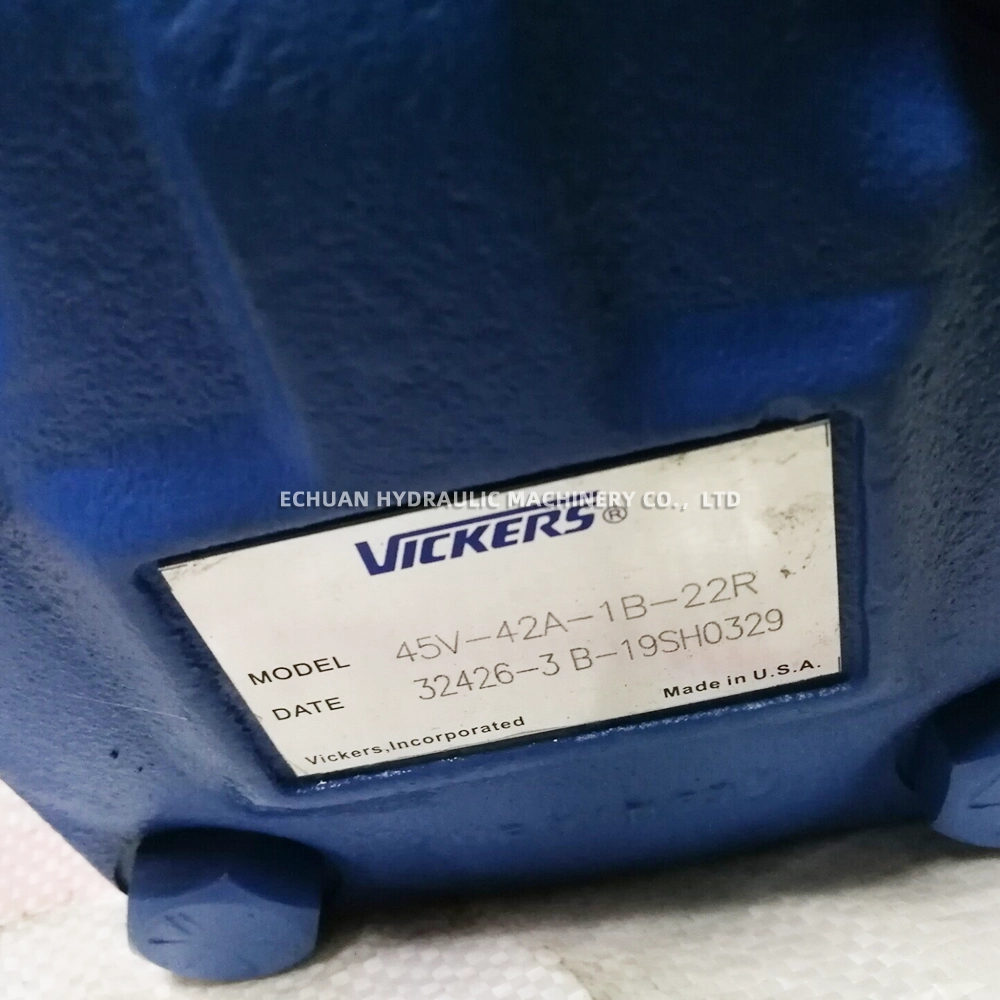 ECHUAN HYDRAULIC MACHINERY CO., LTD
VICKERS®
MODEL 45V-42A-1B-22R
DATE 32426-3 B-19SH0329
Vickers,Incorporated Made in U.S.A.